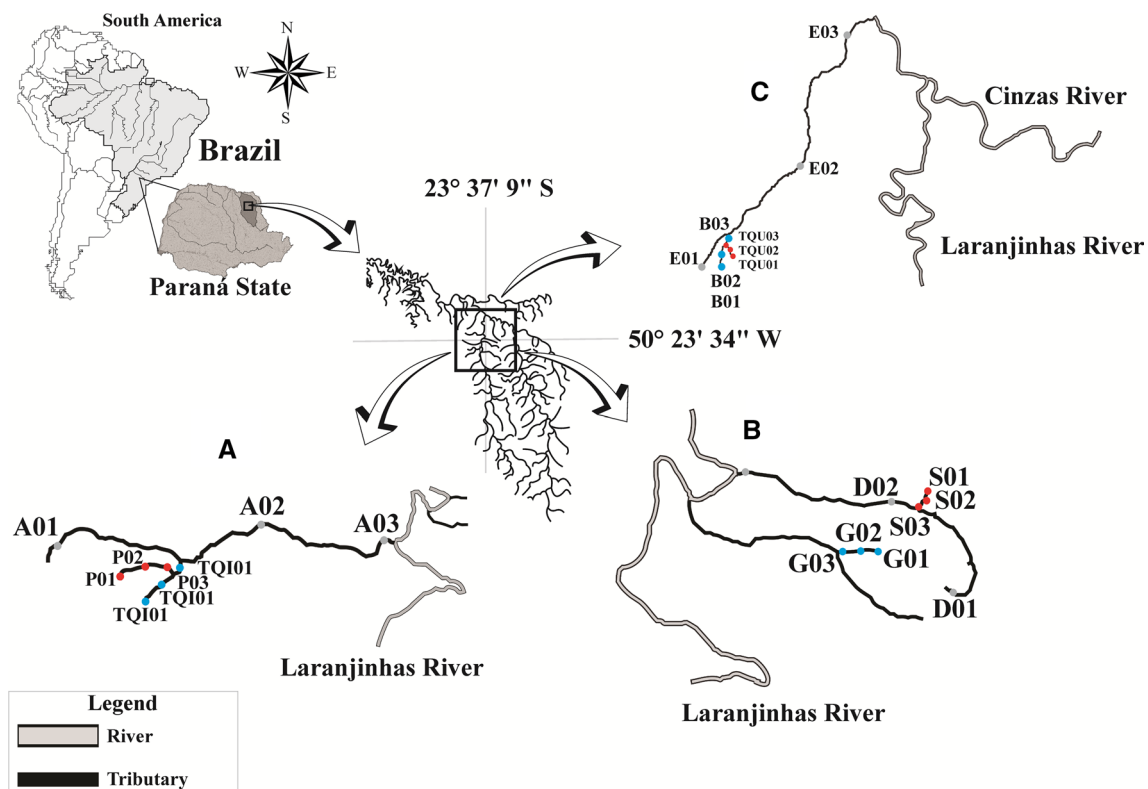 South America
N
W
E
S
Brazil
Paraná State
23° 37' 9" S
50° 23' 34" W
C
E03
Cinzas River
E02
Laranjinhas River
B03
TQU03
TQU02
TQU01
E01
B02
B01
A
A01
A02
A03
P02
P01
TQI01
P03
TQI01
TQI01
Laranjinhas River
B
D02
S01
S02
S03
G02
G03
G01
D01
Laranjinhas River
Legend
River
Tributary